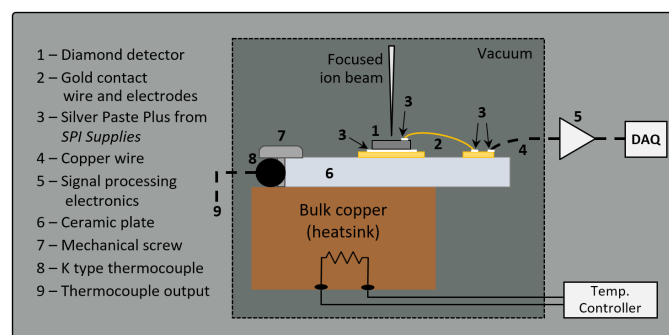 1 – Diamond detector
2 – Gold contact
wire and electrodes
3 – Silver Paste Plus from
SPI Supplies
4 – Copper wire
5 – Signal processing
electronics
6 – Ceramic plate
7 – Mechanical screw
8 – K type thermocouple
9 – Thermocouple output
Focused
ion beam
Vacuum
3
3
5
1
3
2
4
DAQ
7
8
6
9
Bulk copper
(heatsink)
Temp.
Controller